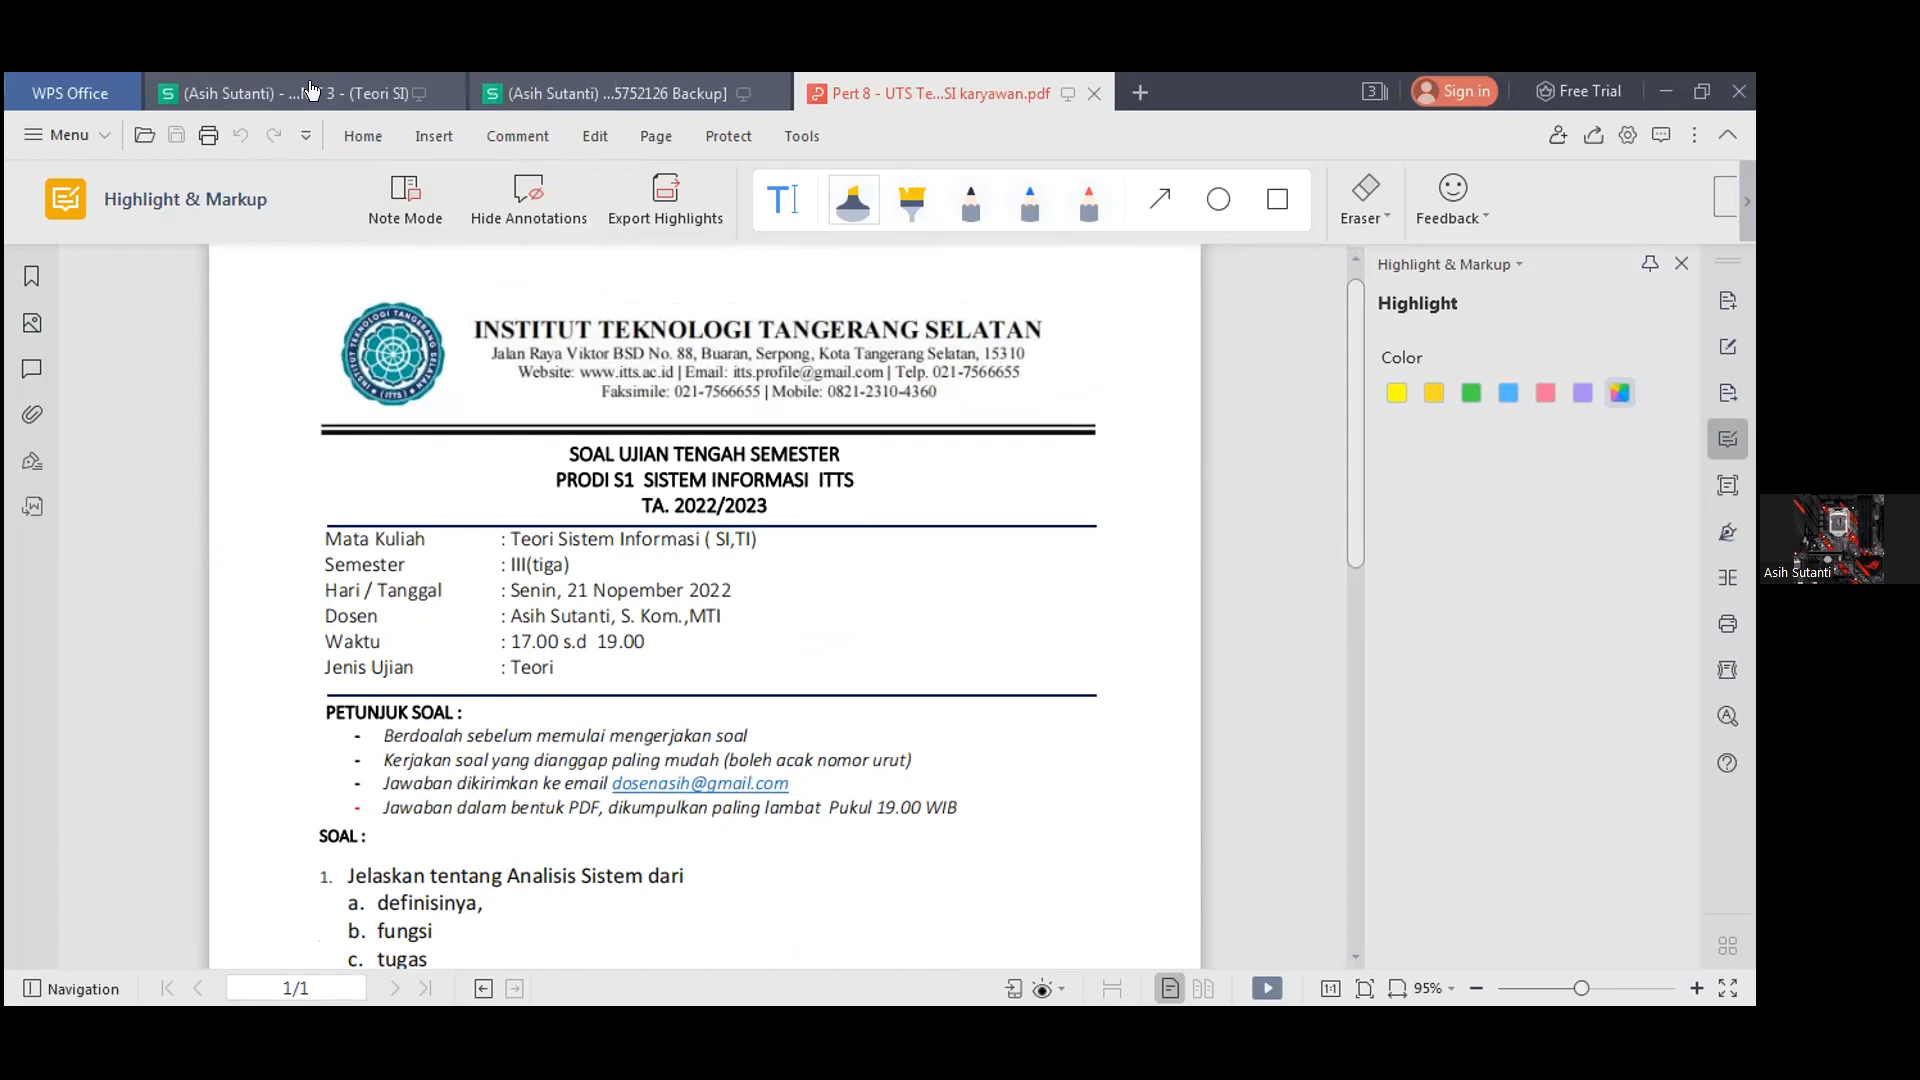 WPS Office
(Asih Sutanti) - ... 3 - (Teori SI)
(Asih Sutanti) ...5752126 Backup]
Pert 8 - UTS Te...SI karyawan.pdf
3
Sign in
Free Trial
Menu
Home
Insert
Comment
Edit
Page
Protect
Tools
Highlight & Markup
Note Mode
Hide Annotations
Export Highlights
Eraser
Feedback
Highlight & Markup
Highlight
Color
INSTITUT TEKNOLOGI TANGERANG SELATAN
Jalan Raya Viktor BSD No. 88, Buaran, Serpong, Kota Tangerang Selatan, 15310
Website: www.itts.ac.id | Email: itts.profile@gmail.com | Telp. 021-7566655
Faksimile: 021-7566655 | Mobile: 0821-2310-4360
SOAL UJIAN TENGAH SEMESTER
PRODI S1 SISTEM INFORMASI ITTS
TA. 2022/2023
Mata Kuliah : Teori Sistem Informasi ( SI,TI)
Semester : III(tiga)
Hari / Tanggal : Senin, 21 Nopember 2022
Dosen : Asih Sutanti, S. Kom.,MTI
Waktu : 17.00 s.d 19.00
Jenis Ujian : Teori
PETUNJUK SOAL :
- Berdoalah sebelum memulai mengerjakan soal
- Kerjakan soal yang dianggap paling mudah (boleh acak nomor urut)
- Jawaban dikirimkan ke email dosenasih@gmail.com
- Jawaban dalam bentuk PDF, dikumpulkan paling lambat Pukul 19.00 WIB
SOAL :
1. Jelaskan tentang Analisis Sistem dari
a. definisinya,
b. fungsi
c. tugas
Asih Sutanti
Navigation
1/1
95%